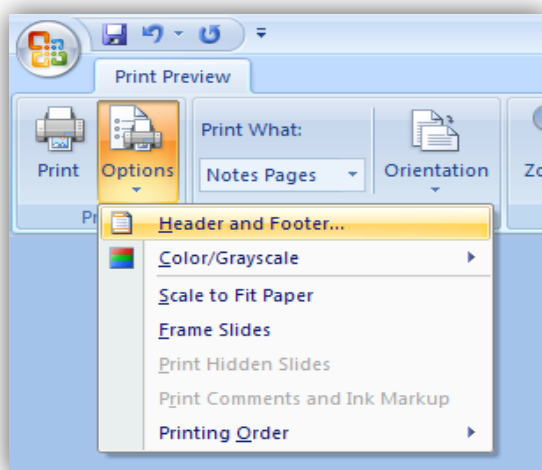 Print Preview
Print What:
Print Options Notes Pages Orientation
Header and Footer...
Color/Grayscale
Scale to Fit Paper
Frame Slides
Print Hidden Slides
Print Comments and Ink Markup
Printing Order